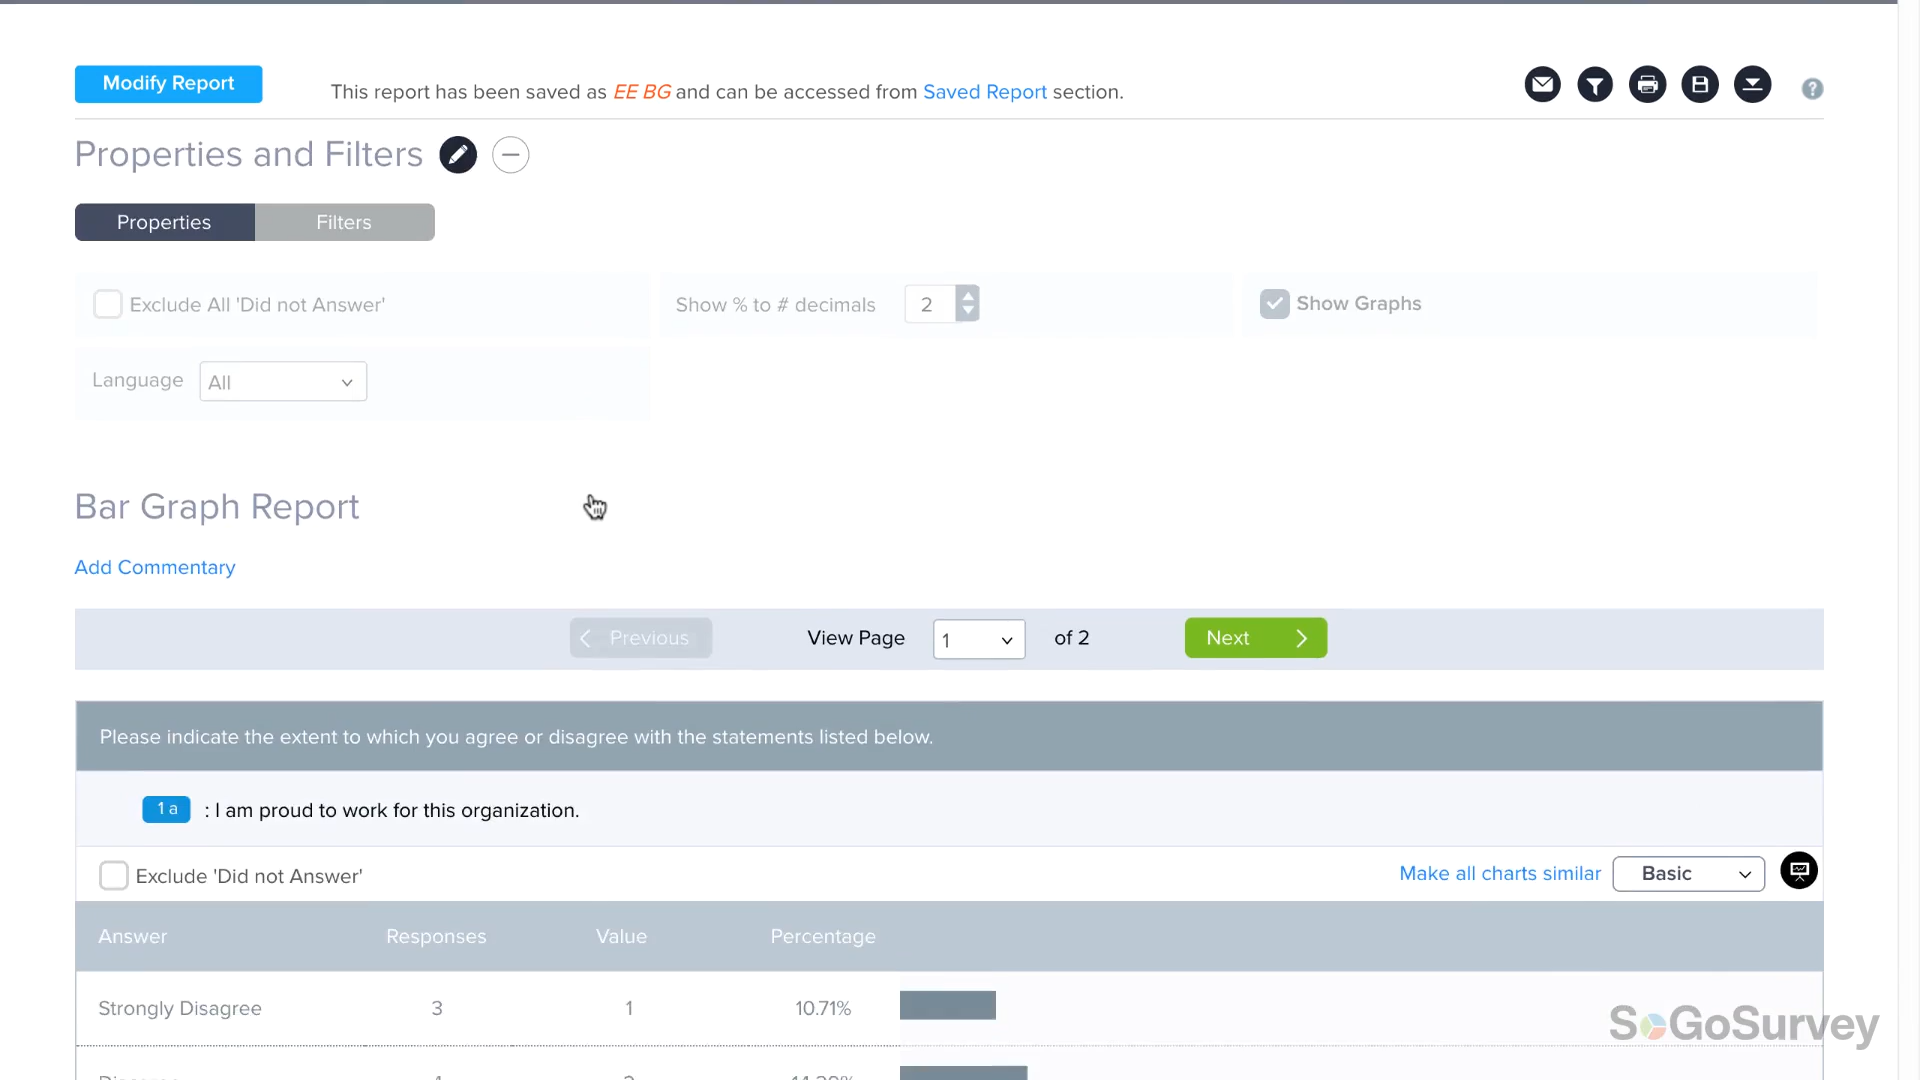 Modify Report
This report has been saved as EE BG and can be accessed from Saved Report section.
?
Properties and Filters
Properties Filters
Exclude All 'Did not Answer' Show % to # decimals 2 Show Graphs
Language All
Bar Graph Report
Add Commentary
Previous View Page 1 of 2 Next
Please indicate the extent to which you agree or disagree with the statements listed below.
1 a : I am proud to work for this organization.
Exclude 'Did not Answer' Make all charts similar Basic
Answer Responses Value Percentage
Strongly Disagree 3 1 10.71%
SoGoSurvey